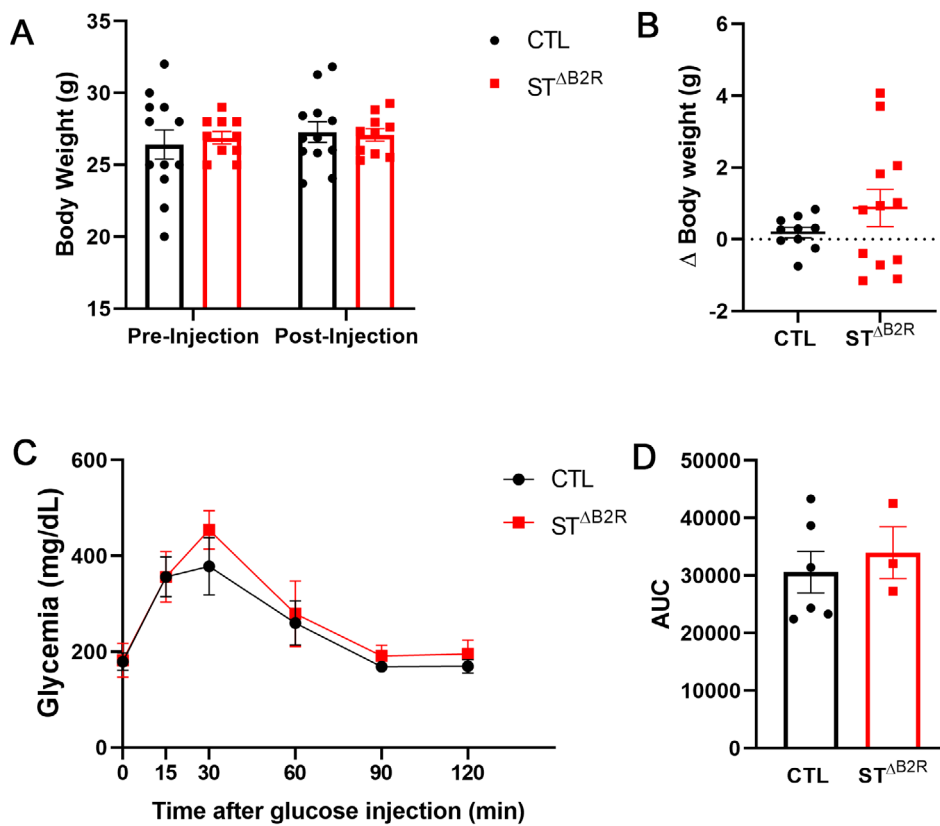 A
Body Weight (g)
35
30
25
20
15
Pre-Injection
Post-Injection
CTL
ST^ΔB2R
B
Δ Body weight (g)
6
4
2
0
-2
CTL
ST^ΔB2R
C
Glycemia (mg/dL)
600
400
200
0
0 15 30 60 90 120
Time after glucose injection (min)
CTL
ST^ΔB2R
D
AUC
50000
40000
30000
20000
10000
0
CTL
ST^ΔB2R